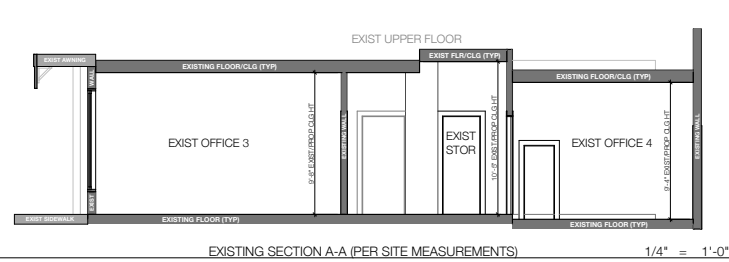 EXIST UPPER FLOOR
EXIST AWNING
EXISTING FLOOR/CLG (TYP)
EXIST FLR/CLG (TYP)
EXISTING FLOOR/CLG (TYP)
WALL
EXIST
EXIST OFFICE 3
9'-8" EXIST/PROP CLG HT
EXISTING WALL
EXIST
STOR
10'-5" EXIST/PROP CLG HT
EXIST OFFICE 4
9'-4" EXIST/PROP CLG HT
EXISTING WALL
EXIST SIDEWALK
EXISTING FLOOR (TYP)
EXISTING FLOOR (TYP)
EXISTING SECTION A-A (PER SITE MEASUREMENTS)
1/4" = 1'-0"